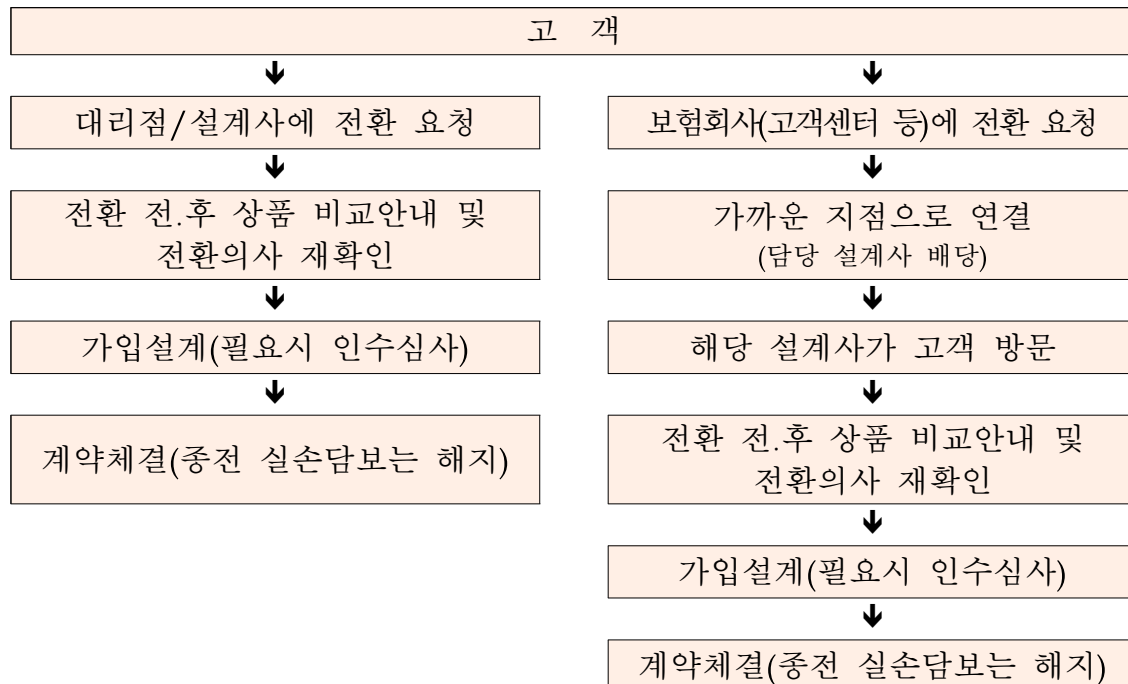 고 객
대리점/설계사에 전환 요청
전환 전.후 상품 비교안내 및
전환의사 재확인
가입설계(필요시 인수심사)
계약체결(종전 실손담보는 해지)
보험회사(고객센터 등)에 전환 요청
가까운 지점으로 연결
(담당 설계사 배당)
해당 설계사가 고객 방문
전환 전.후 상품 비교안내 및
전환의사 재확인
가입설계(필요시 인수심사)
계약체결(종전 실손담보는 해지)